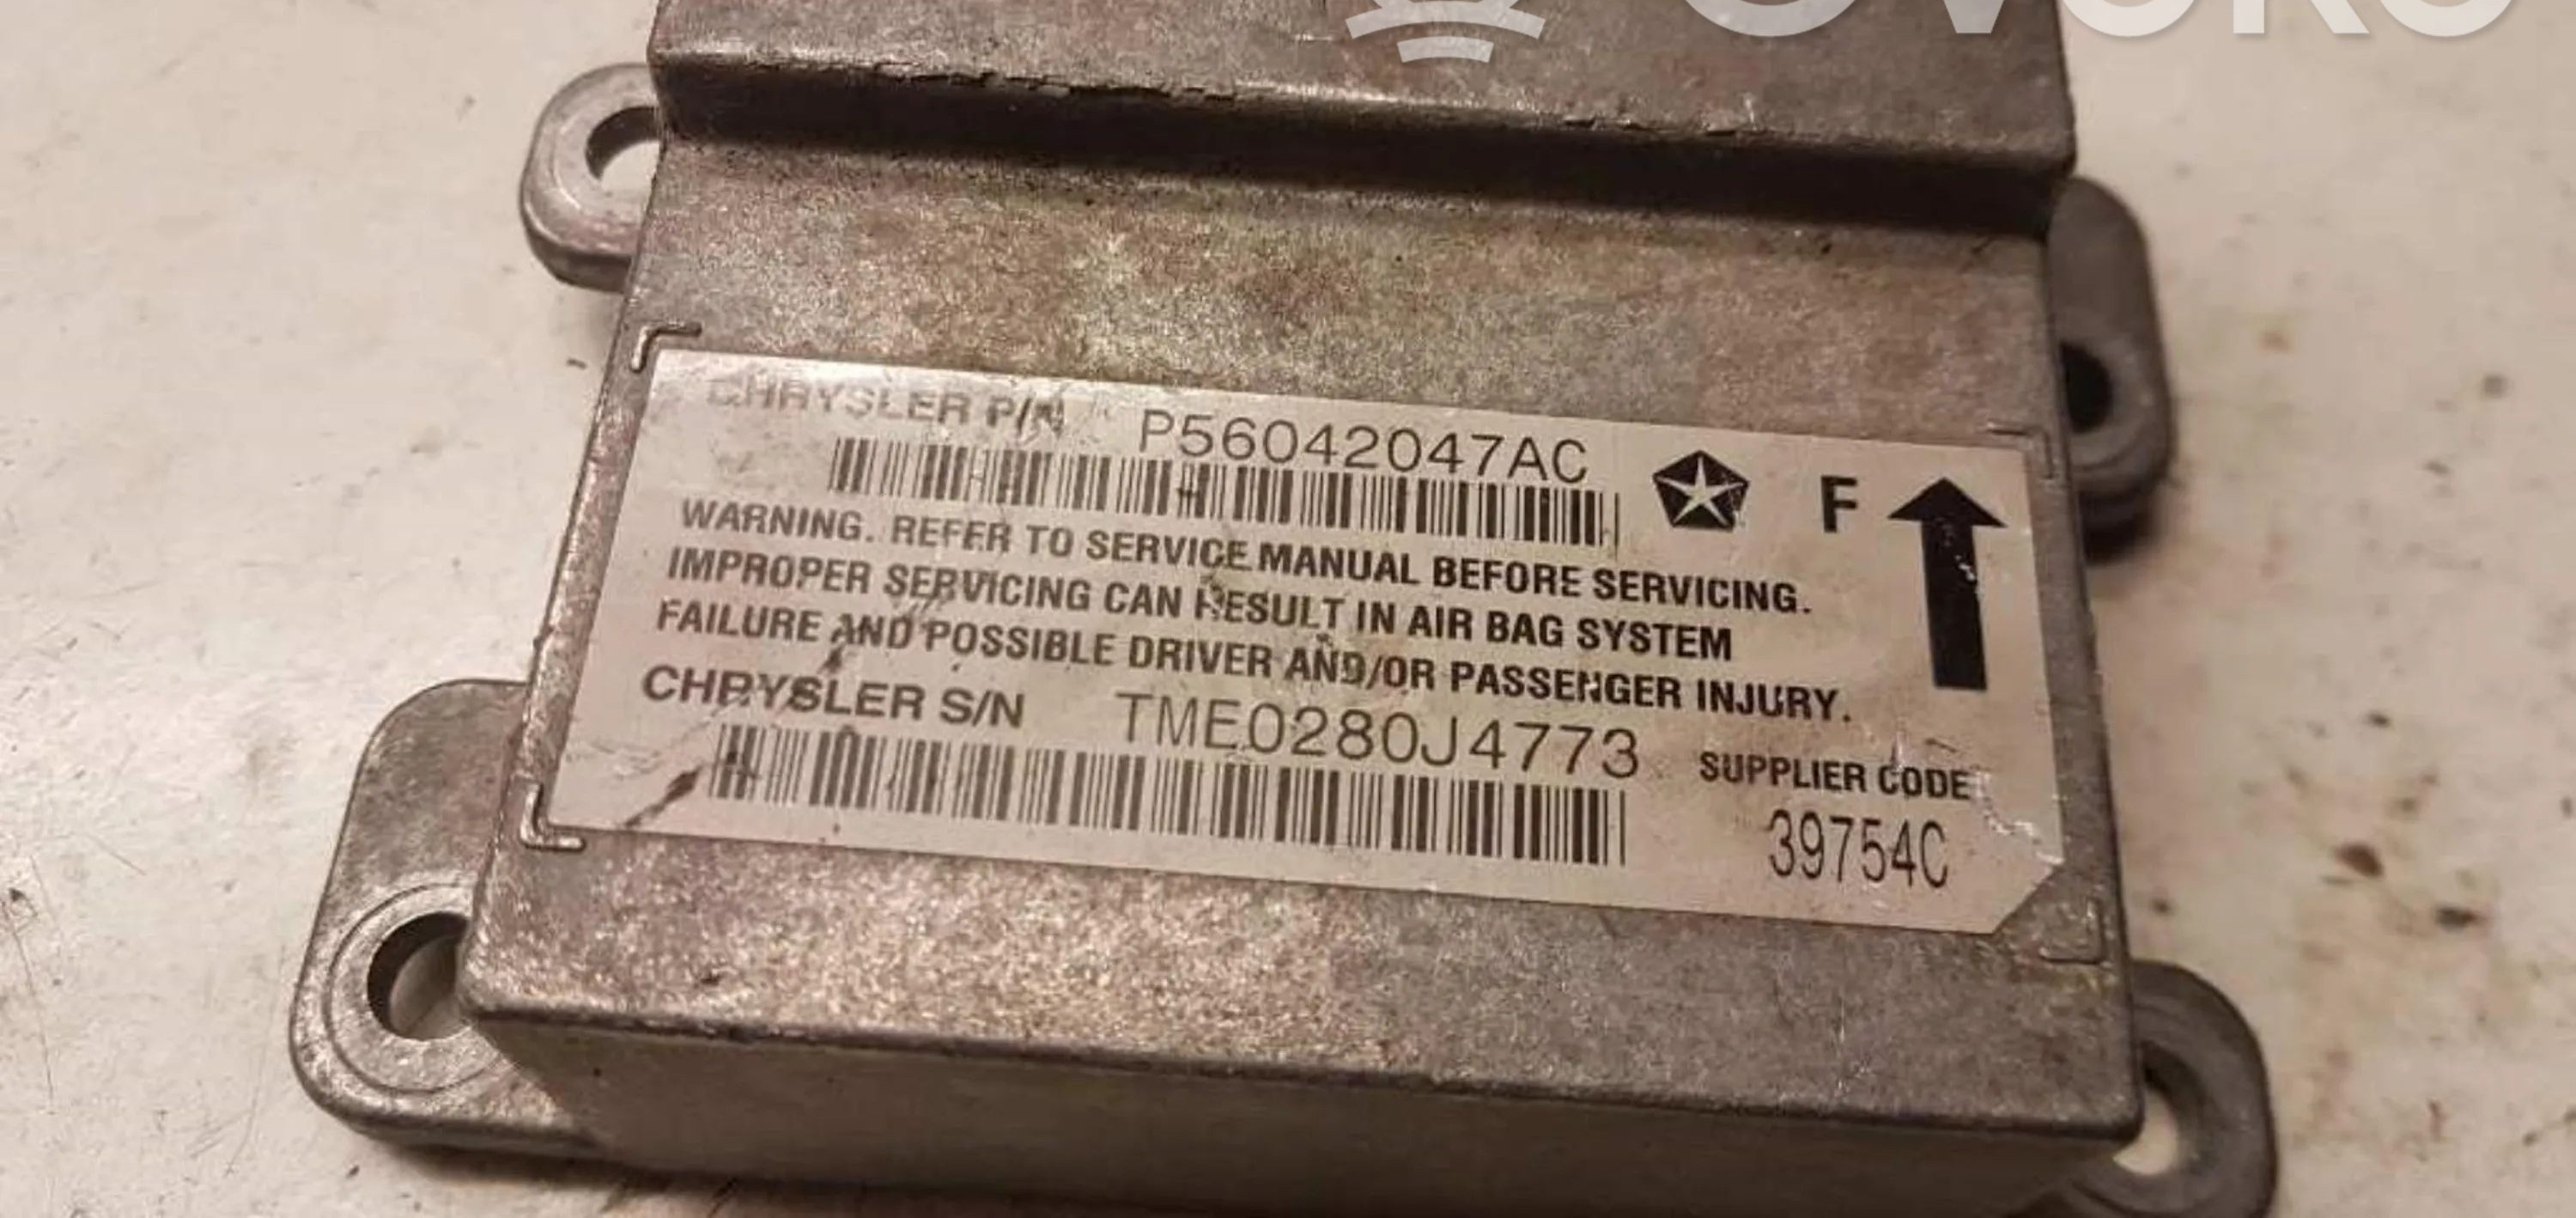 CHRYSLER P/N P56042047AC
F
WARNING. REFER TO SERVICE MANUAL BEFORE SERVICING.
IMPROPER SERVICING CAN RESULT IN AIR BAG SYSTEM
FAILURE AND POSSIBLE DRIVER AND/OR PASSENGER INJURY.
CHRYSLER S/N TME0280J4773
SUPPLIER CODE
39754C